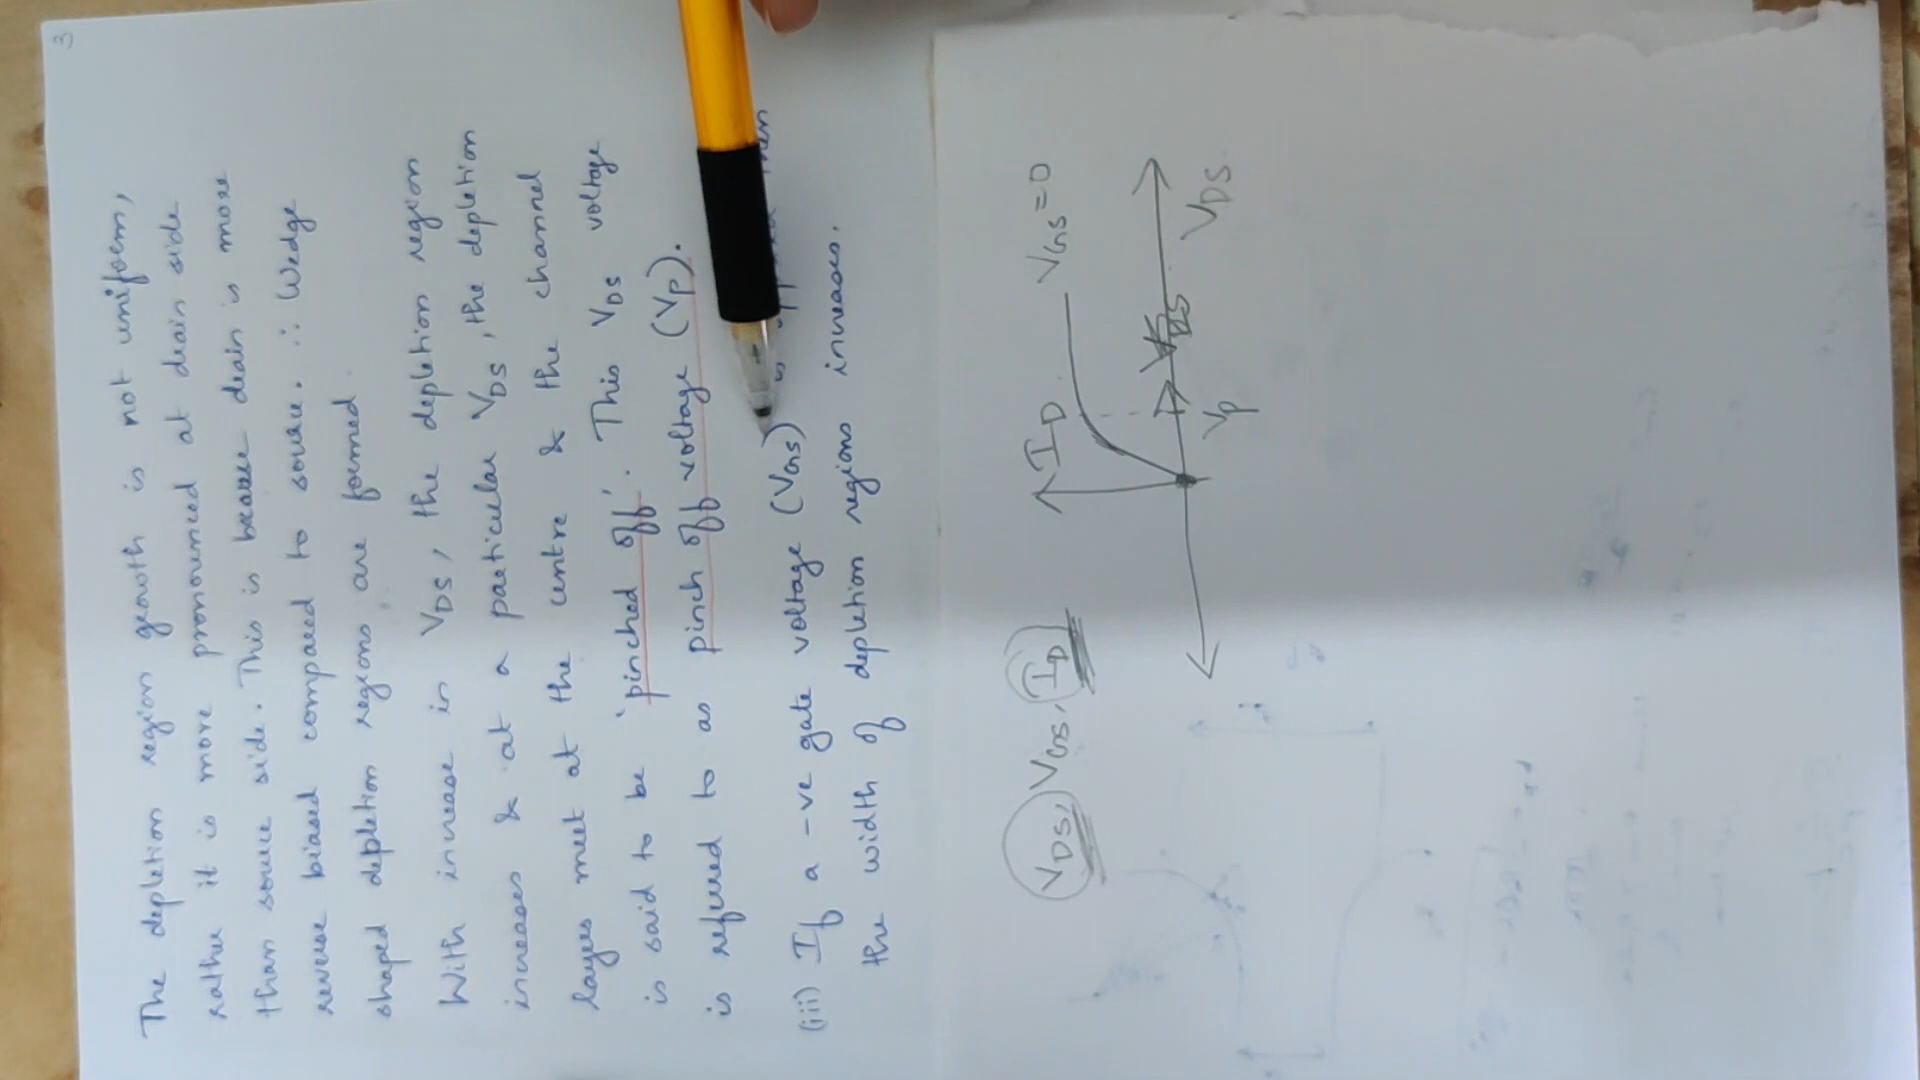 3
The depletion region growth is not uniform,
rather it is more pronounced at drain side
than source side. This is because drain is more
reverse biased compared to source. ∴ Wedge
shaped depletion regions are formed.
With increase in VDS, the depletion region
increases & at a particular VDS, the depletion
layers meet at the centre & the channel
is said to be 'pinched off'. This VDS voltage
is referred to as pinch off voltage (Vp).
(iii) If a -ve gate voltage (VGS) is
the width of depletion regions increases.
VDS, VGS, ID
ID
VGS=0
Vp
VDS
VDS